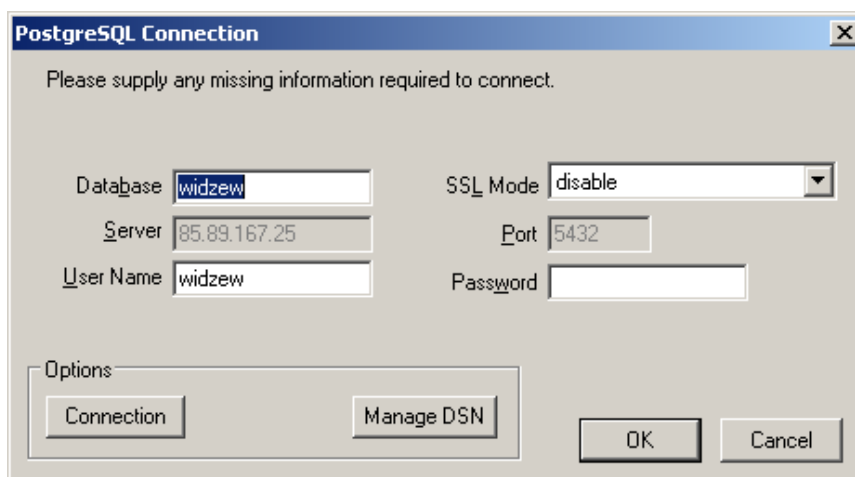 PostgreSQL Connection
Please supply any missing information required to connect.
Database widzew SSL Mode disable
Server 85.89.167.25 Port 5432
User Name widzew Password
Options
Connection Manage DSN OK Cancel